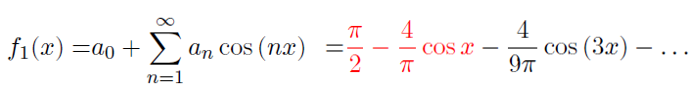 f₁(x) = a₀ + ∑_{n=1}^{∞} aₙ cos (nx) = π/2 − 4/π cos x − 4/9π cos (3x) − …